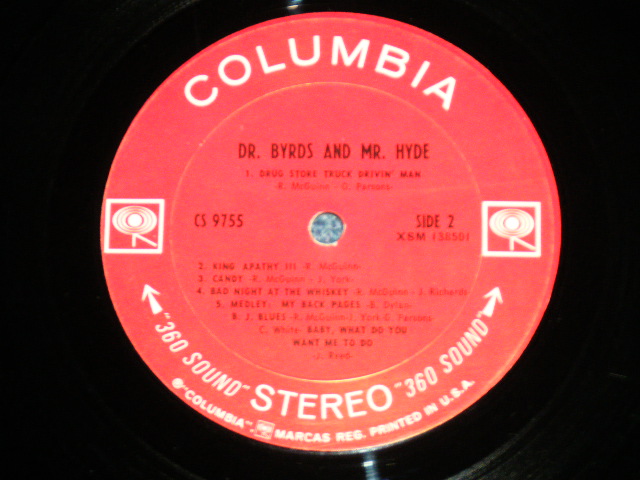 COLUMBIA
DR. BYRDS AND MR. HYDE
1. DRUG STORE TRUCK DRIVIN' MAN
-R. McGuinn - G. Parsons-
CS 9755
SIDE 2
XSM 138501
2. KING APATHY III -R. McGuinn-
3. CANDY -R. McGuinn - J. York-
4. BAD NIGHT AT THE WHISKEY -R. McGuinn - J. Richards
5. MEDLEY: MY BACK PAGES -B. Dylan-
B. J. BLUES -R. McGuinn-J. York-G. Parsons
C. White- BABY, WHAT DO YOU
WANT ME TO DO
-J. Reed-
"360 SOUND" STEREO "360 SOUND"
® "COLUMBIA", MARCAS REG. PRINTED IN U.S.A.